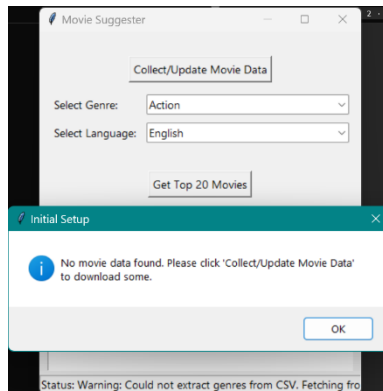 Movie Suggester
2
Collect/Update Movie Data
Select Genre: Action
Select Language: English
Get Top 20 Movies
Initial Setup
No movie data found. Please click 'Collect/Update Movie Data'
to download some.
OK
Status: Warning: Could not extract genres from CSV. Fetching fro